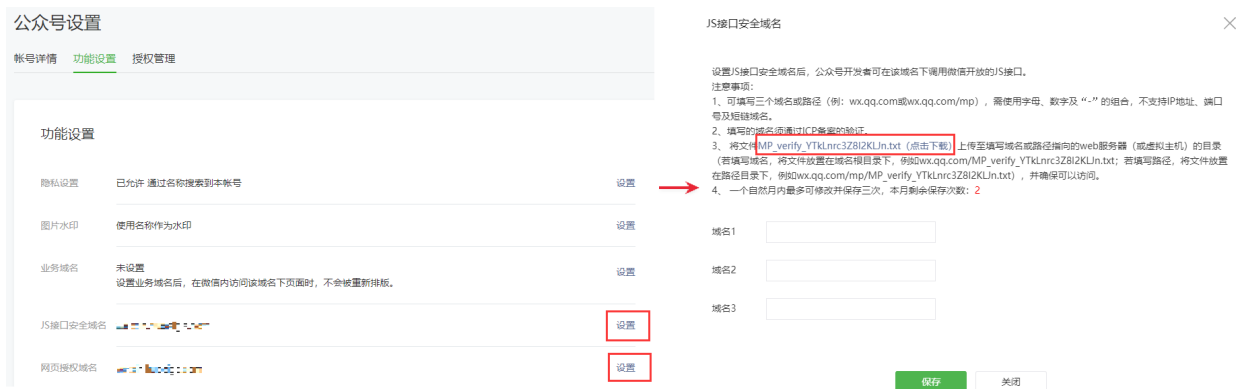 公众号设置
帐号详情 功能设置 授权管理
功能设置
隐私设置 已允许 通过名称搜索到本帐号 设置
图片水印 使用名称作为水印 设置
业务域名 未设置 设置
设置业务域名后，在微信内访问该域名下页面时，不会被重新排版。
JS接口安全域名 设置
网页授权域名 设置
JS接口安全域名
设置JS接口安全域名后，公众号开发者可在该域名下调用微信开放的JS接口。
注意事项：
1、可填写三个域名或路径（例：wx.qq.com或wx.qq.com/mp），需使用字母、数字及“-”的组合，不支持IP地址、端口
号及短链域名。
2、填写的域名须通过ICP备案的验证。
3、 将文件MP_verify_YTkLnrc3Z8I2KLJn.txt（点击下载）上传至填写域名或路径指向的web服务器（或虚拟主机）的目录
（若填写域名，将文件放置在域名根目录下，例如wx.qq.com/MP_verify_YTkLnrc3Z8I2KLJn.txt；若填写路径，将文件放置
在路径目录下，例如wx.qq.com/mp/MP_verify_YTkLnrc3Z8I2KLJn.txt），并确保可以访问。
4、 一个自然月内最多可修改并保存三次，本月剩余保存次数：2
域名1
域名2
域名3
保存 关闭